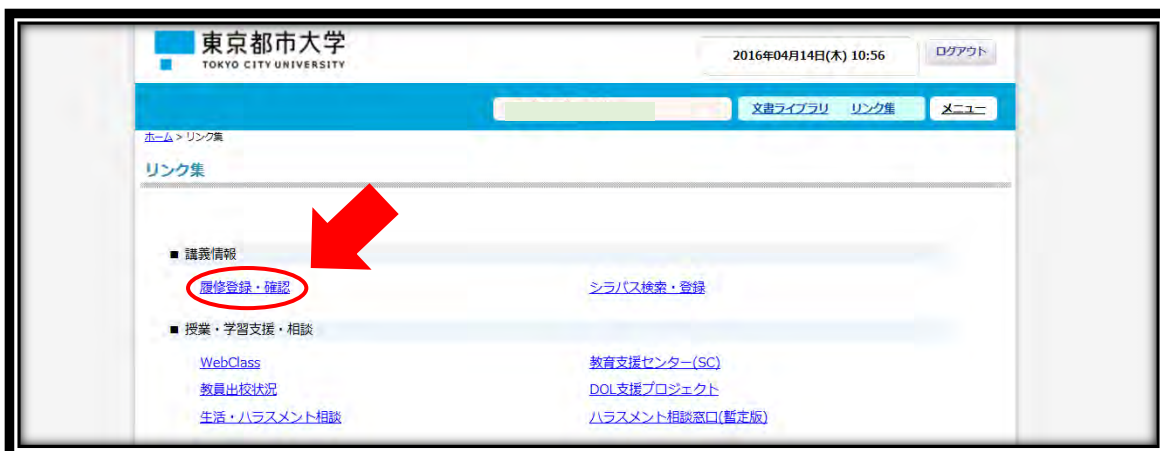 東京都市大学
TOKYO CITY UNIVERSITY
2016年04月14日(木) 10:56
ログアウト
文書ライブラリ リンク集 メニュー
ホーム > リンク集
リンク集
■ 講義情報
履修登録・確認 シラバス検索・登録
■ 授業・学習支援・相談
WebClass 教育支援センター(SC)
教員出校状況 DOL支援プロジェクト
生活・ハラスメント相談 ハラスメント相談窓口(暫定版)